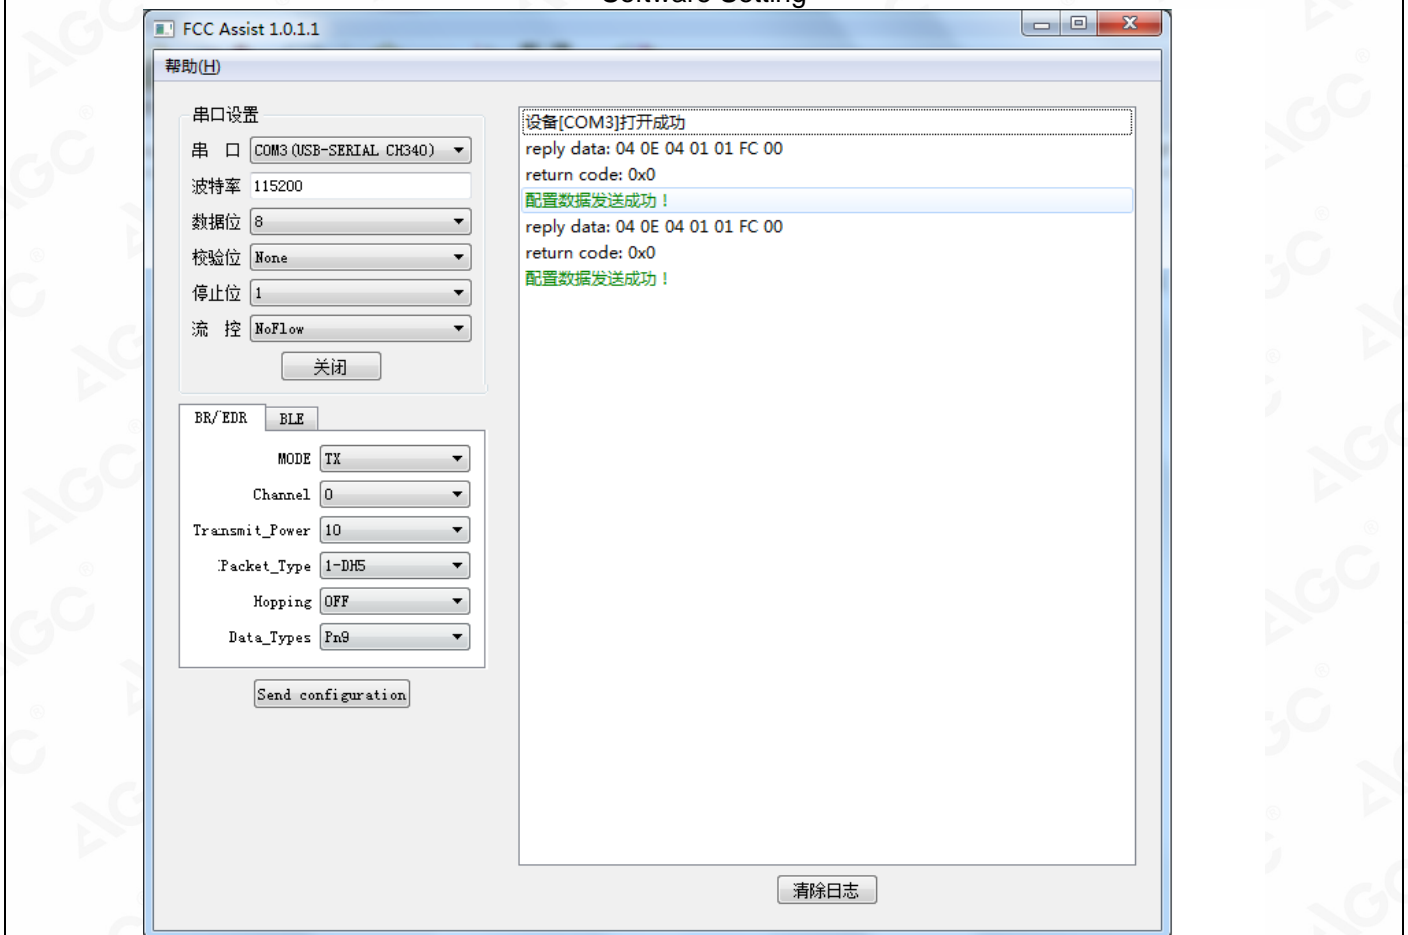 Software Setting
FCC Assist 1.0.1.1
帮助(H)
串口设置
串 口 COM3 (USB-SERIAL CH340)
波特率 115200
数据位 8
校验位 None
停止位 1
流 控 NoFlow
关闭
BR/EDR BLE
MODE TX
Channel 0
Transmit_Power 10
Packet_Type 1-DH5
Hopping OFF
Data_Types Pn9
Send configuration
设备[COM3]打开成功
reply data: 04 0E 04 01 01 FC 00
return code: 0x0
配置数据发送成功！
reply data: 04 0E 04 01 01 FC 00
return code: 0x0
配置数据发送成功！
清除日志
AGC